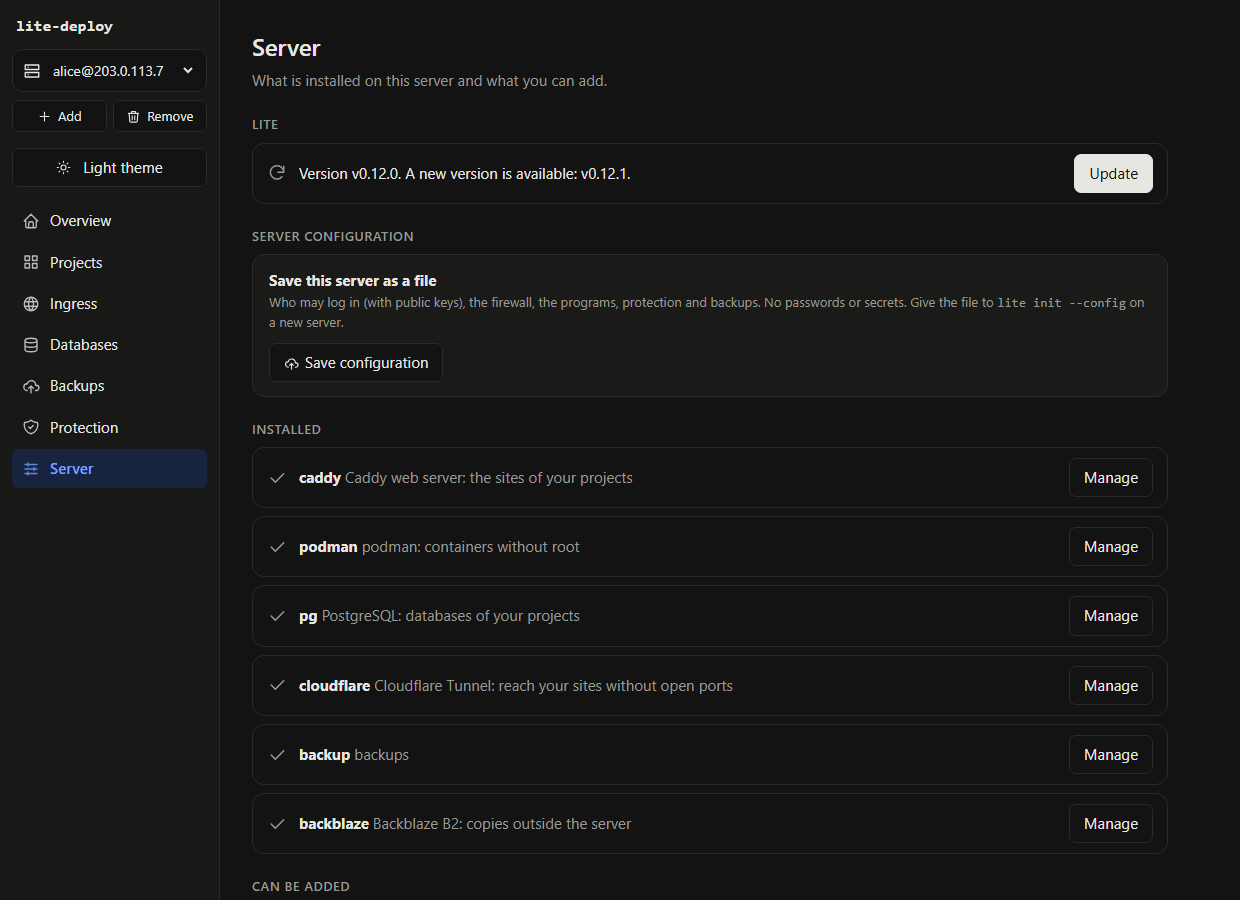 lite-deploy
alice@203.0.113.7
Add
Remove
Light theme
Overview
Projects
Ingress
Databases
Backups
Protection
Server
Server
What is installed on this server and what you can add.
LITE
Version v0.12.0. A new version is available: v0.12.1.
Update
SERVER CONFIGURATION
Save this server as a file
Who may log in (with public keys), the firewall, the programs, protection and backups. No passwords or secrets. Give the file to lite init --config on
a new server.
Save configuration
INSTALLED
caddy Caddy web server: the sites of your projects
Manage
podman podman: containers without root
Manage
pg PostgreSQL: databases of your projects
Manage
cloudflare Cloudflare Tunnel: reach your sites without open ports
Manage
backup backups
Manage
backblaze Backblaze B2: copies outside the server
Manage
CAN BE ADDED